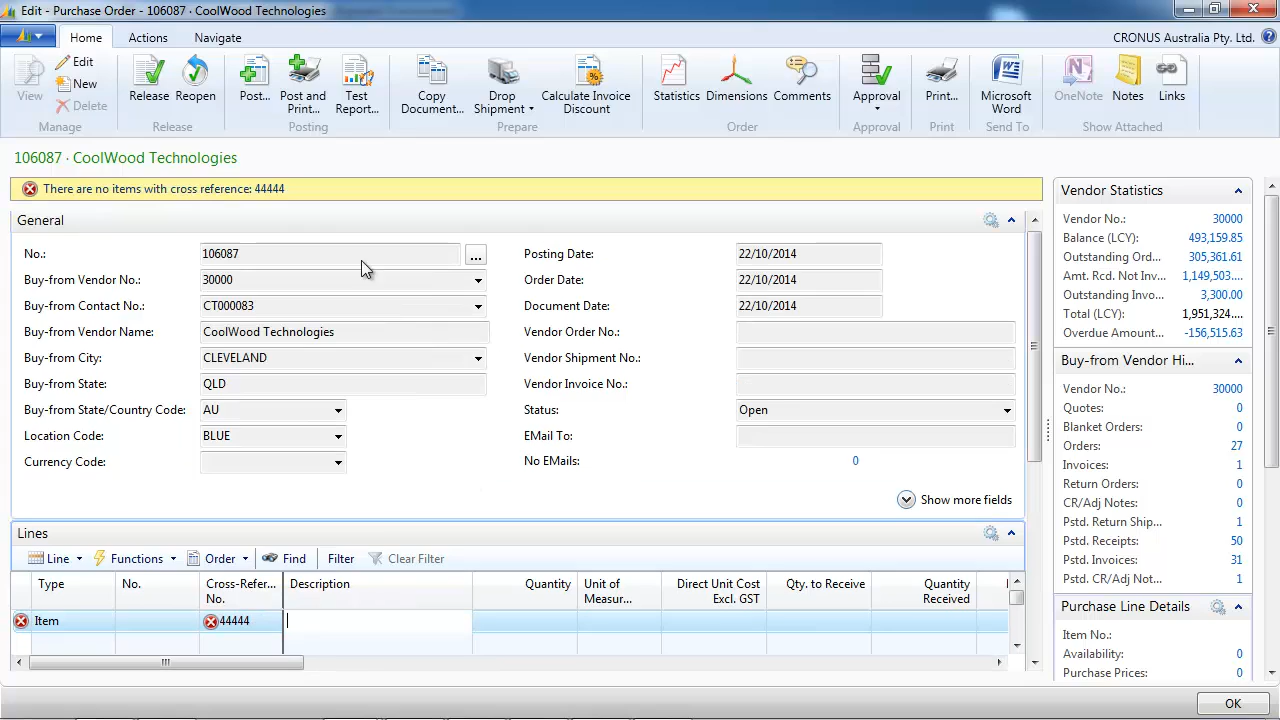 Edit - Purchase Order - 106087 · CoolWood Technologies
Home
Actions
Navigate
CRONUS Australia Pty. Ltd.
View
Edit
New
Delete
Manage
Release
Reopen
Release
Post...
Post and Print...
Test Report...
Posting
Copy Document...
Drop Shipment
Calculate Invoice Discount
Prepare
Statistics
Dimensions
Comments
Order
Approval
Approval
Print...
Print
Microsoft Word
Send To
OneNote
Notes
Links
Show Attached
106087 · CoolWood Technologies
There are no items with cross reference: 44444
General
No.: 106087 ...
Buy-from Vendor No.: 30000
Buy-from Contact No.: CT000083
Buy-from Vendor Name: CoolWood Technologies
Buy-from City: CLEVELAND
Buy-from State: QLD
Buy-from State/Country Code: AU
Location Code: BLUE
Currency Code:
Posting Date: 22/10/2014
Order Date: 22/10/2014
Document Date: 22/10/2014
Vendor Order No.:
Vendor Shipment No.:
Vendor Invoice No.:
Status: Open
EMail To:
No EMails: 0
Show more fields
Lines
Line
Functions
Order
Find
Filter
Clear Filter
Type No. Cross-Refer... No. Description Quantity Unit of Measur... Direct Unit Cost Excl. GST Qty. to Receive Quantity Received
Item 44444
Vendor Statistics
Vendor No.: 30000
Balance (LCY): 493,159.85
Outstanding Ord... 305,361.61
Amt. Rcd. Not Inv... 1,149,503....
Outstanding Invo... 3,300.00
Total (LCY): 1,951,324....
Overdue Amount... -156,515.63
Buy-from Vendor Hi...
Vendor No.: 30000
Quotes: 0
Blanket Orders: 0
Orders: 27
Invoices: 1
Return Orders: 0
CR/Adj Notes: 0
Pstd. Return Ship... 1
Pstd. Receipts: 50
Pstd. Invoices: 31
Pstd. CR/Adj Not... 1
Purchase Line Details
Item No.:
Availability: 0
Purchase Prices: 0
OK